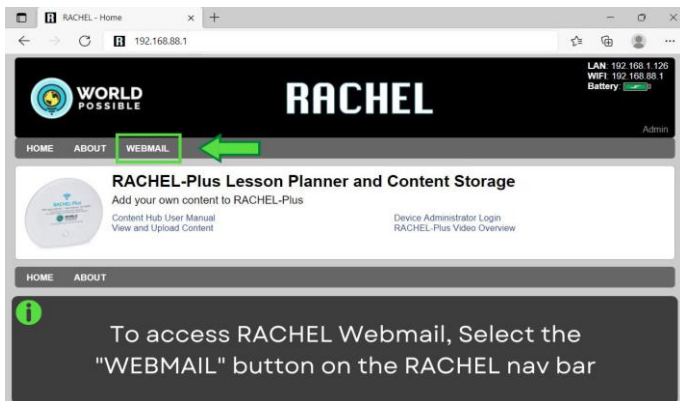 RACHEL - Home
192.168.88.1
WORLD
POSSIBLE
RACHEL
LAN: 192.168.1.126
WIFI: 192.168.88.1
Battery:
Admin
HOME ABOUT WEBMAIL
RACHEL-Plus Lesson Planner and Content Storage
Add your own content to RACHEL-Plus
Content Hub User Manual
View and Upload Content
Device Administrator Login
RACHEL-Plus Video Overview
RACHEL-Plus
HOME ABOUT
To access RACHEL Webmail, Select the
"WEBMAIL" button on the RACHEL nav bar